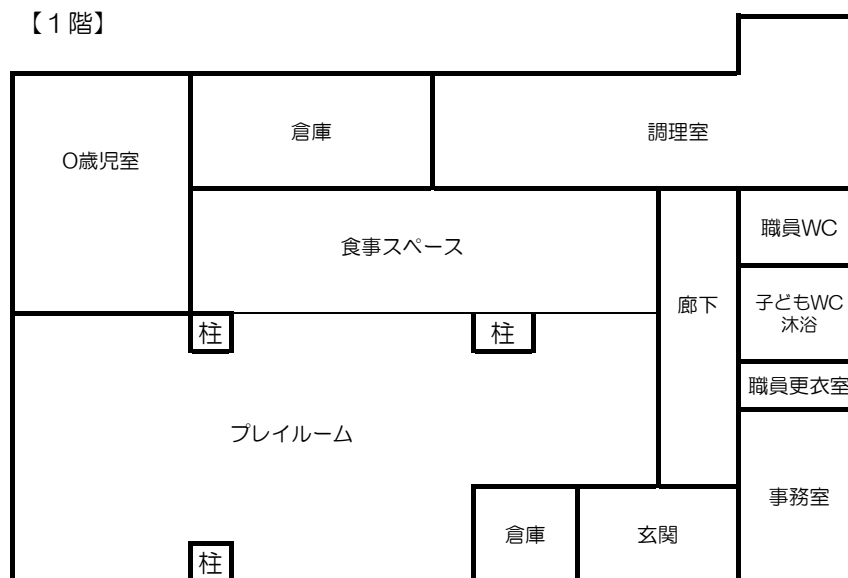 【1階】
倉庫
調理室
0歳児室
職員WC
食事スペース
廊下
子どもWC
沐浴
柱
柱
職員更衣室
プレイルーム
事務室
倉庫
玄関
柱